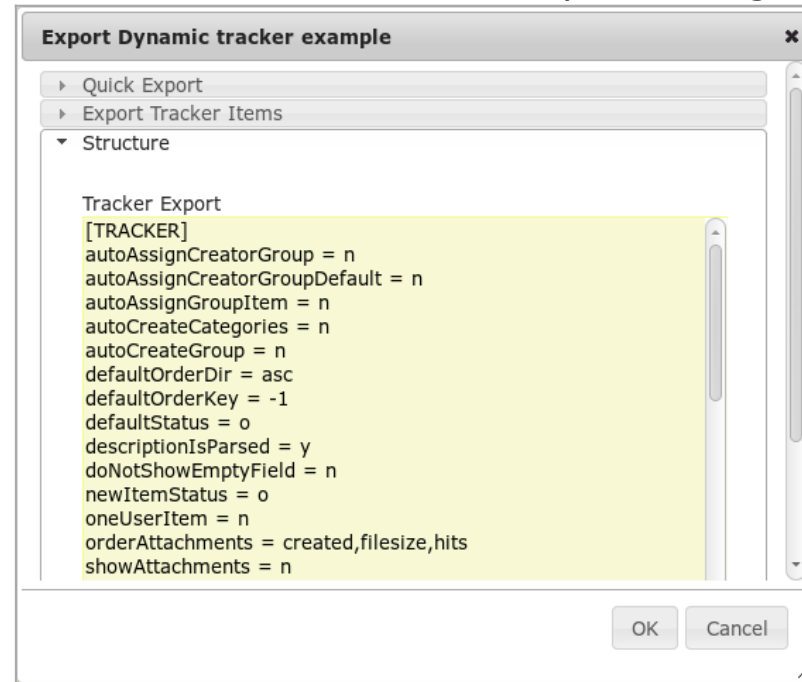 Export Dynamic tracker example
Quick Export
Export Tracker Items
Structure
Tracker Export
[TRACKER]
autoAssignCreatorGroup = n
autoAssignCreatorGroupDefault = n
autoAssignGroupItem = n
autoCreateCategories = n
autoCreateGroup = n
defaultOrderDir = asc
defaultOrderKey = -1
defaultStatus = o
descriptionIsParsed = y
doNotShowEmptyField = n
newItemStatus = o
oneUserItem = n
orderAttachments = created,filesize,hits
showAttachments = n
OK Cancel